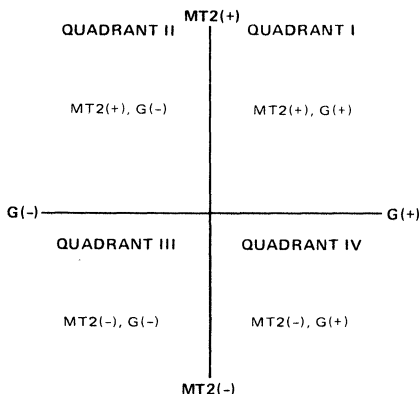 MT2(+)
QUADRANT II QUADRANT I
MT2(+), G(-) MT2(+), G(+)
G(-) G(+)
QUADRANT III QUADRANT IV
MT2(-), G(-) MT2(-), G(+)
MT2(-)